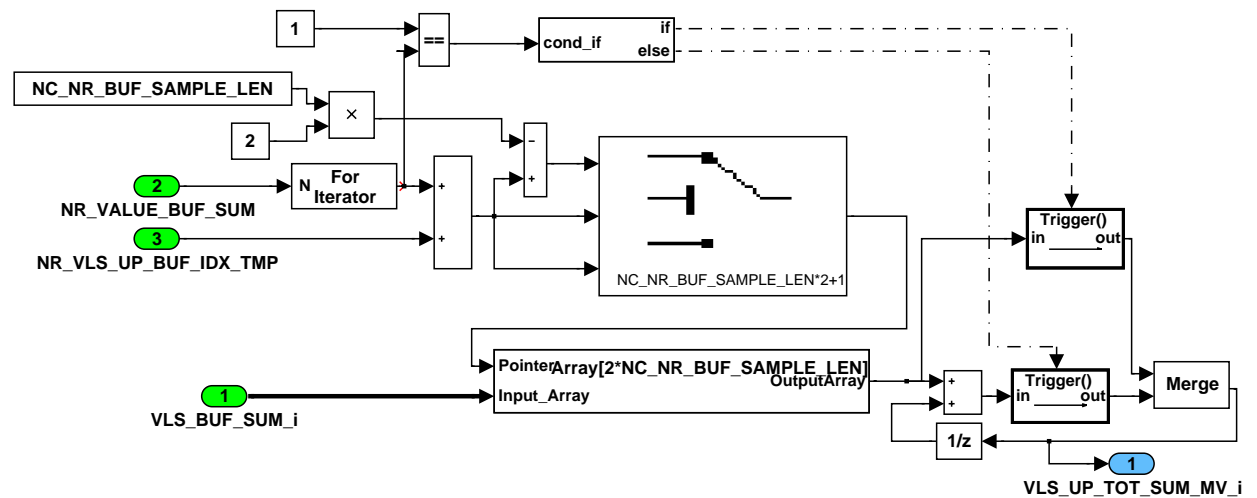 1
==
cond_if
if
else
NC_NR_BUF_SAMPLE_LEN
×
2
2
NR_VALUE_BUF_SUM
N
For
Iterator
+
+
−
+
3
NR_VLS_UP_BUF_IDX_TMP
NC_NR_BUF_SAMPLE_LEN*2+1
Trigger()
in
out
Pointer
Array[2*NC_NR_BUF_SAMPLE_LEN]
OutputArray
Input_Array
1
VLS_BUF_SUM_i
+
+
Trigger()
in
out
Merge
1/z
1
VLS_UP_TOT_SUM_MV_i